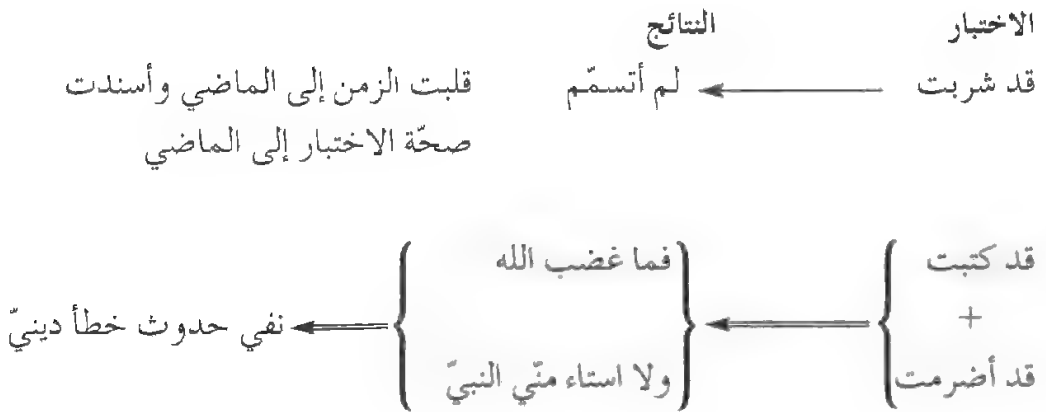 الاختبار النتائج
قد شربت لم أتسمّم قلبت الزمن إلى الماضي وأسندت
صحّة الاختبار إلى الماضي
قد كتبت فما غضب الله
+ نفي حدوث خطأ دينيّ
قد أضرمت ولا استاء منّي النبيّ